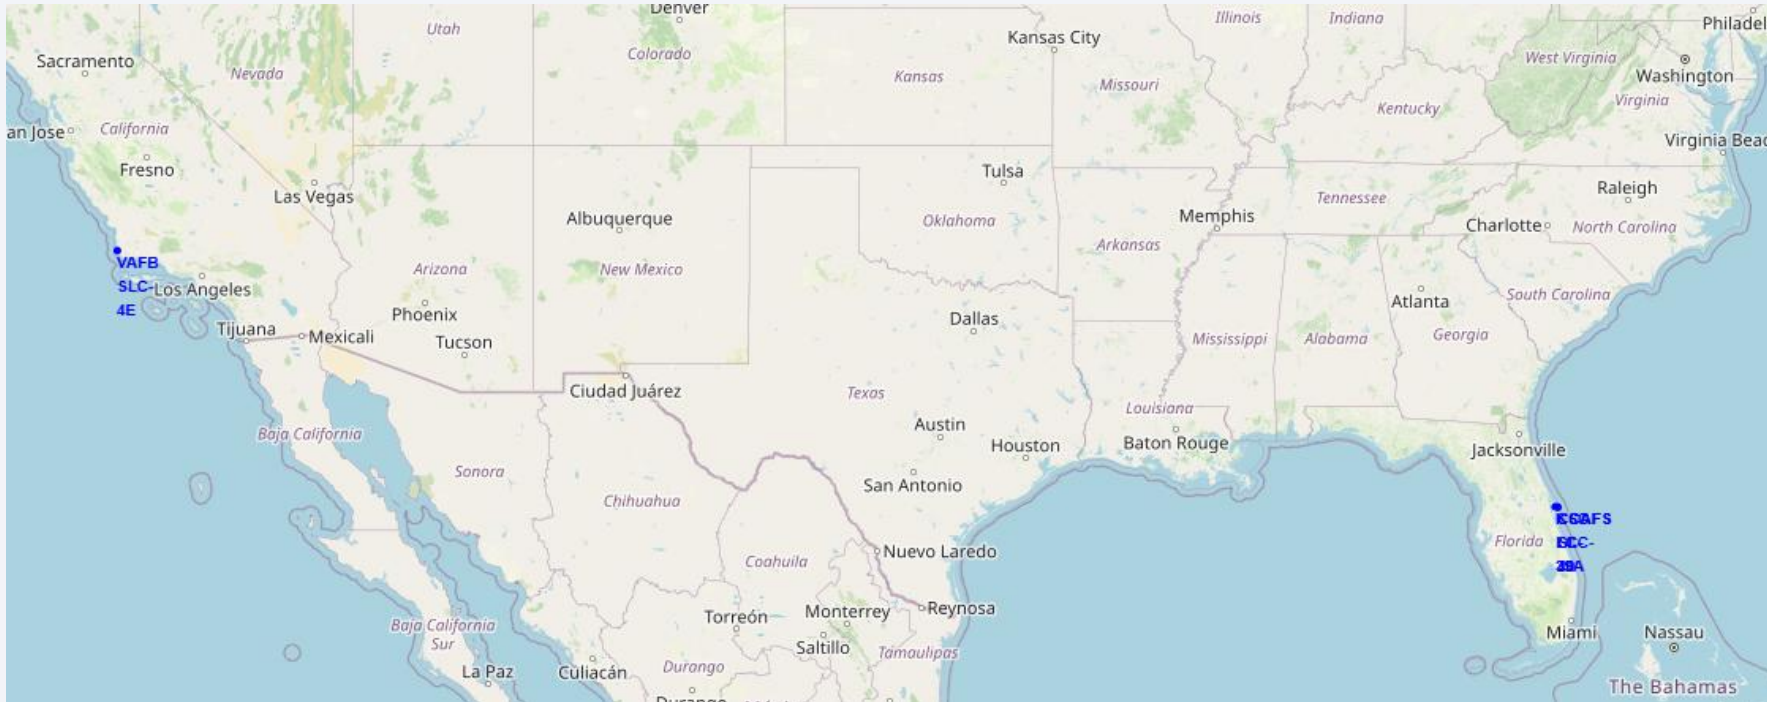 Denver
Illinois
Indiana
Philadel
Utah
Kansas City
Colorado
West Virginia
Sacramento
Nevada
Kansas
Missouri
Washington
Kentucky
Virginia
California
an Jose
Virginia Beac
Fresno
Tulsa
Las Vegas
Raleigh
Tennessee
Albuquerque
Oklahoma
Memphis
Charlotte
North Carolina
Arkansas
VAFB
SLC-
4E
Arizona
New Mexico
Los Angeles
South Carolina
Atlanta
Phoenix
Dallas
Tijuana
Mexicali
Tucson
Mississippi
Alabama
Georgia
Ciudad Juárez
Texas
Louisiana
Austin
Baja California
Houston
Baton Rouge
Jacksonville
Sonora
San Antonio
Chihuahua
Florida
Nuevo Laredo
Coahuila
Torreón
Monterrey
Reynosa
Baja California
Sur
Saltillo
Tamaulipas
Miami
Nassau
La Paz
Culiacán
Durango
The Bahamas
Durango